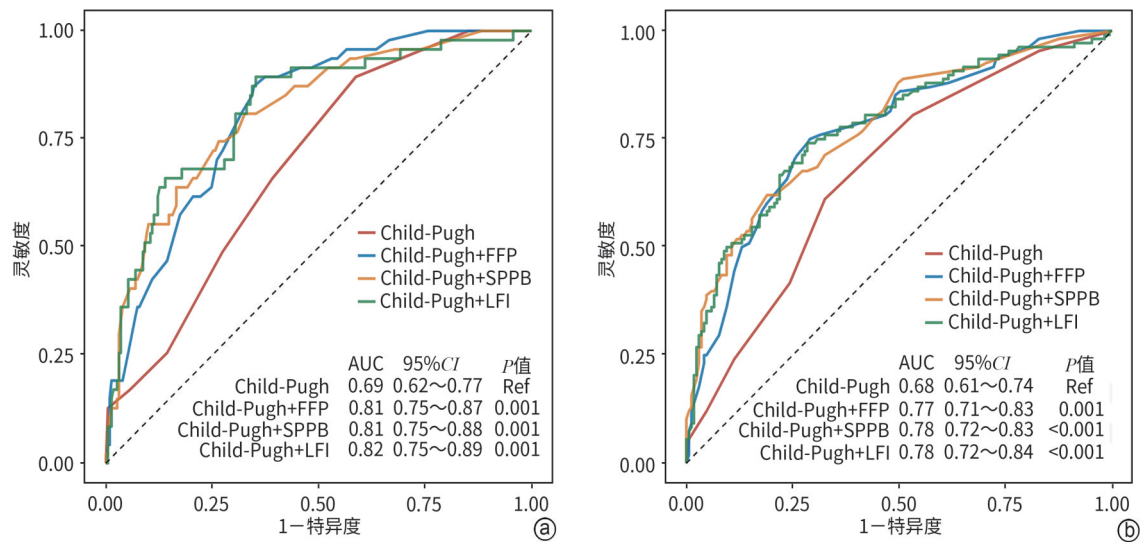 1.00
0.75
0.50
0.25
0.00
灵敏度
Child-Pugh
Child-Pugh+FFP
Child-Pugh+SPPB
Child-Pugh+LFI
AUC 95%CI P值
Child-Pugh 0.69 0.62～0.77 Ref
Child-Pugh+FFP 0.81 0.75～0.87 0.001
Child-Pugh+SPPB 0.81 0.75～0.88 0.001
Child-Pugh+LFI 0.82 0.75～0.89 0.001
0.00 0.25 0.50 0.75 1.00
1－特异度
ⓐ
1.00
0.75
0.50
0.25
0.00
灵敏度
Child-Pugh
Child-Pugh+FFP
Child-Pugh+SPPB
Child-Pugh+LFI
AUC 95%CI P值
Child-Pugh 0.68 0.61～0.74 Ref
Child-Pugh+FFP 0.77 0.71～0.83 0.001
Child-Pugh+SPPB 0.78 0.72～0.83 <0.001
Child-Pugh+LFI 0.78 0.72～0.84 <0.001
0.00 0.25 0.50 0.75 1.00
1－特异度
ⓑ